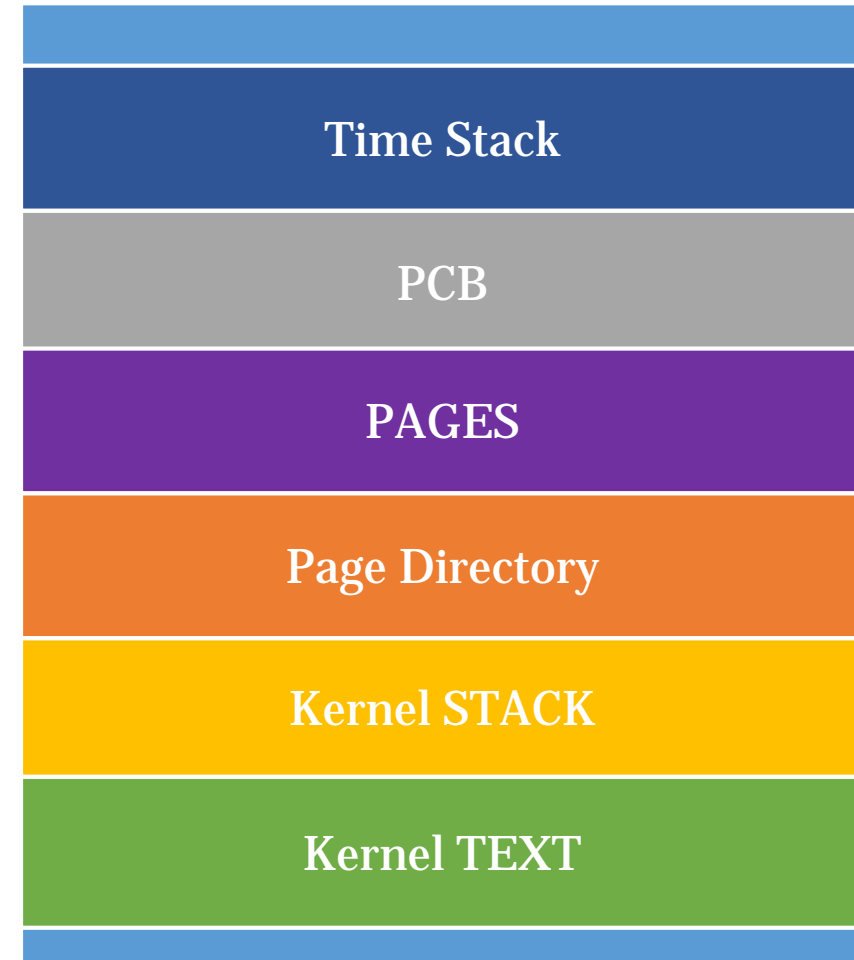 Time Stack
PCB
PAGES
Page Directory
Kernel STACK
Kernel TEXT